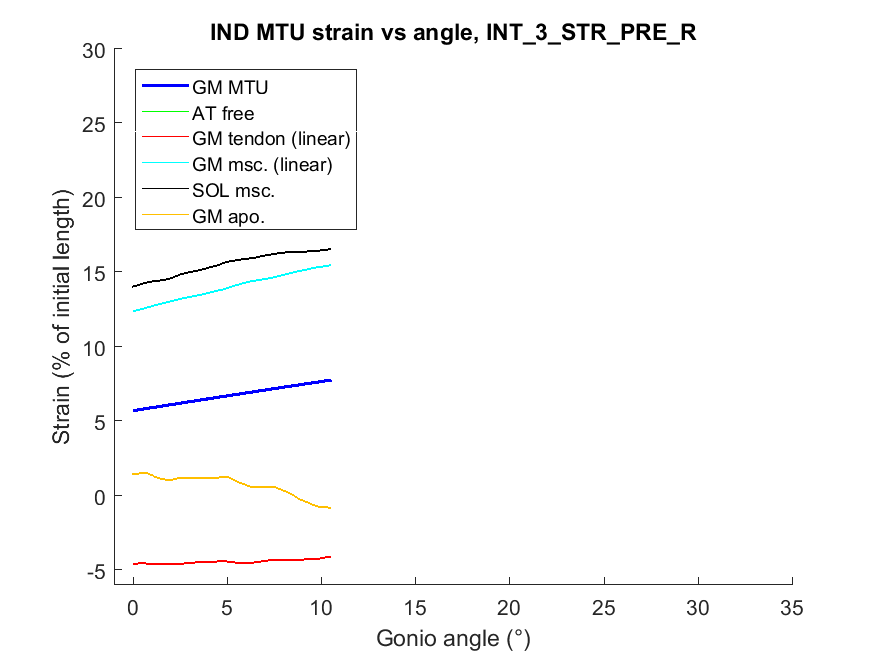 IND MTU strain vs angle, INT_3_STR_PRE_R
30
25
20
15
10
5
0
-5
Strain (% of initial length)
GM MTU
AT free
GM tendon (linear)
GM msc. (linear)
SOL msc.
GM apo.
0 5 10 15 20 25 30 35
Gonio angle (°)